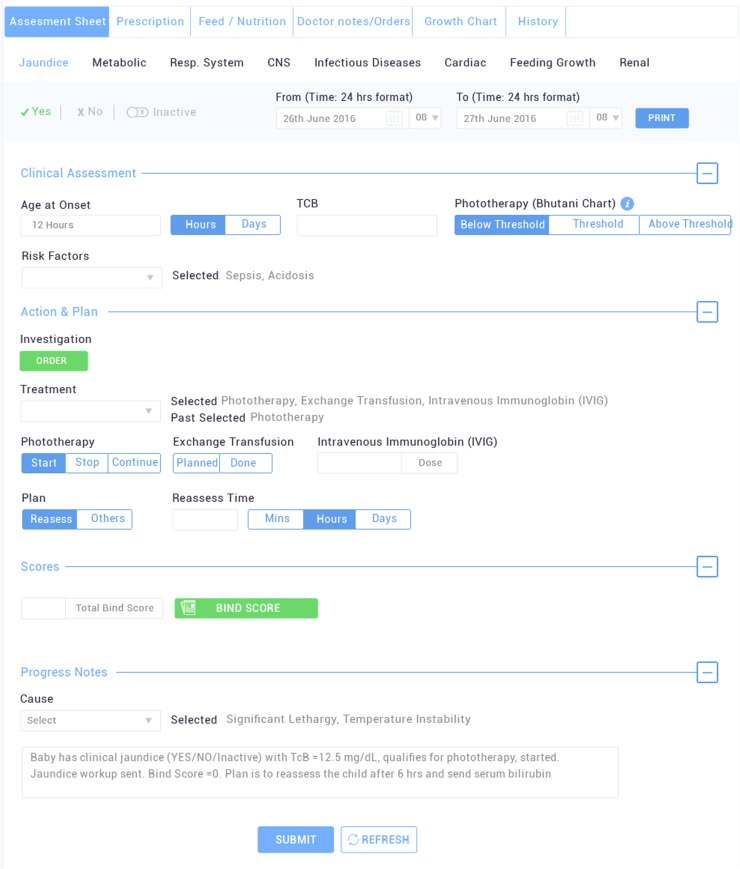 Assesment Sheet Prescription Feed / Nutrition Doctor notes/Orders Growth Chart History
Jaundice Metabolic Resp. System CNS Infectious Diseases Cardiac Feeding Growth Renal
From (Time: 24 hrs format) To (Time: 24 hrs format)
Yes X No Inactive 26th June 2016 08 27th June 2016 08 PRINT
Clinical Assessment
Age at Onset TCB Phototherapy (Bhutani Chart) i
12 Hours Hours Days Below Threshold Threshold Above Threshold
Risk Factors
Selected Sepsis, Acidosis
Action & Plan
Investigation
ORDER
Treatment
Selected Phototherapy, Exchange Transfusion, Intravenous Immunoglobin (IVIG)
Past Selected Phototherapy
Phototherapy Exchange Transfusion Intravenous Immunoglobin (IVIG)
Start Stop Continue Planned Done Dose
Plan Reassess Time
Reasess Others Mins Hours Days
Scores
Total Bind Score BIND SCORE
Progress Notes
Cause
Select Selected Significant Lethargy, Temperature Instability
Baby has clinical jaundice (YES/NO/Inactive) with TcB =12.5 mg/dL, qualifies for phototherapy, started.
Jaundice workup sent. Bind Score =0. Plan is to reassess the child after 6 hrs and send serum bilirubin
SUBMIT REFRESH